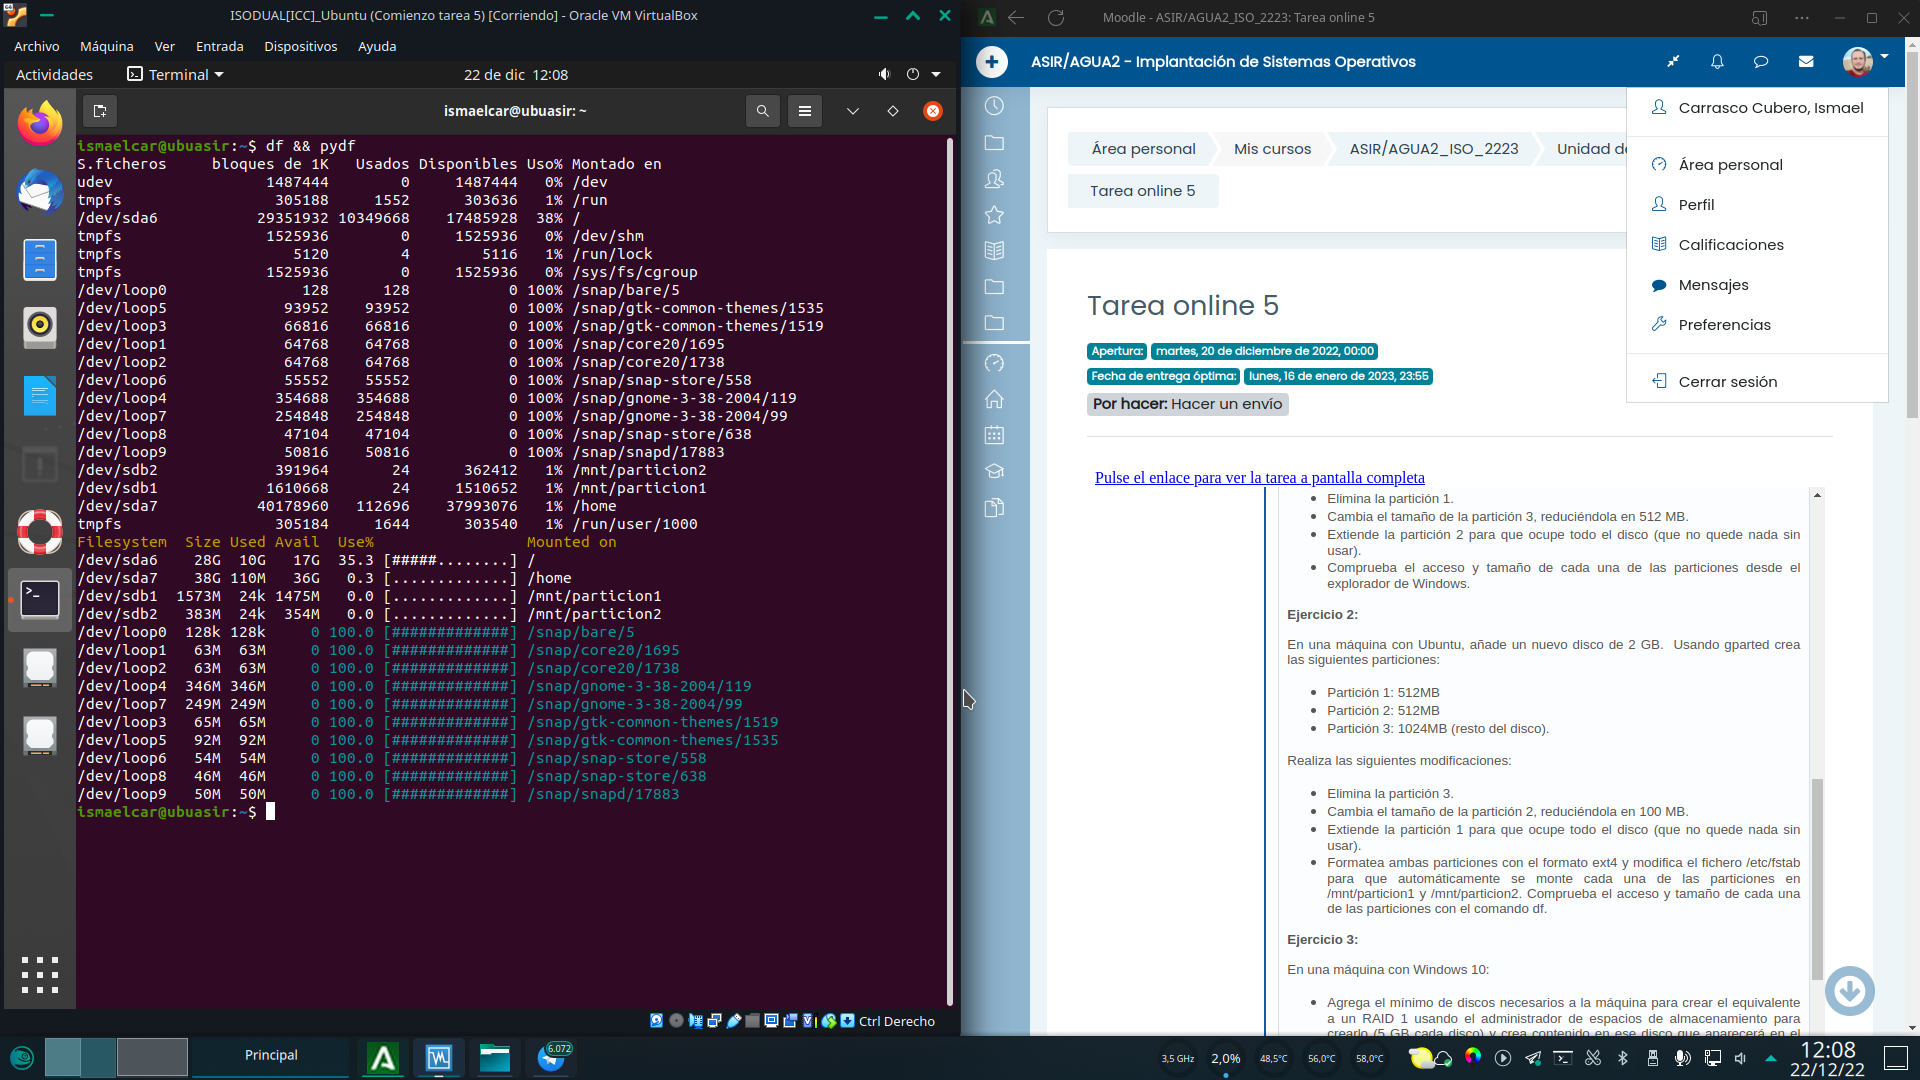 ISODUAL[ICC]_Ubuntu (Comienzo tarea 5) [Corriendo] - Oracle VM VirtualBox
Archivo Máquina Ver Entrada Dispositivos Ayuda
Actividades Terminal 22 de dic 12:08
ismaelcar@ubuasir: ~
ismaelcar@ubuasir:~$ df && pydf
S.ficheros bloques de 1K Usados Disponibles Uso% Montado en
udev 1487444 0 1487444 0% /dev
tmpfs 305188 1552 303636 1% /run
/dev/sda6 29351932 10349668 17485928 38% /
tmpfs 1525936 0 1525936 0% /dev/shm
tmpfs 5120 4 5116 1% /run/lock
tmpfs 1525936 0 1525936 0% /sys/fs/cgroup
/dev/loop0 128 128 0 100% /snap/bare/5
/dev/loop5 93952 93952 0 100% /snap/gtk-common-themes/1535
/dev/loop3 66816 66816 0 100% /snap/gtk-common-themes/1519
/dev/loop1 64768 64768 0 100% /snap/core20/1695
/dev/loop2 64768 64768 0 100% /snap/core20/1738
/dev/loop6 55552 55552 0 100% /snap/snap-store/558
/dev/loop4 354688 354688 0 100% /snap/gnome-3-38-2004/119
/dev/loop7 254848 254848 0 100% /snap/gnome-3-38-2004/99
/dev/loop8 47104 47104 0 100% /snap/snap-store/638
/dev/loop9 50816 50816 0 100% /snap/snapd/17883
/dev/sdb2 391964 24 362412 1% /mnt/particion2
/dev/sdb1 1610668 24 1510652 1% /mnt/particion1
/dev/sda7 40178960 112696 37993076 1% /home
tmpfs 305184 1644 303540 1% /run/user/1000
Filesystem Size Used Avail Use% Mounted on
/dev/sda6 28G 10G 17G 35.3 [#####........] /
/dev/sda7 38G 110M 36G 0.3 [.............] /home
/dev/sdb1 1573M 24k 1475M 0.0 [.............] /mnt/particion1
/dev/sdb2 383M 24k 354M 0.0 [.............] /mnt/particion2
/dev/loop0 128k 128k 0 100.0 [#############] /snap/bare/5
/dev/loop1 63M 63M 0 100.0 [#############] /snap/core20/1695
/dev/loop2 63M 63M 0 100.0 [#############] /snap/core20/1738
/dev/loop4 346M 346M 0 100.0 [#############] /snap/gnome-3-38-2004/119
/dev/loop7 249M 249M 0 100.0 [#############] /snap/gnome-3-38-2004/99
/dev/loop3 65M 65M 0 100.0 [#############] /snap/gtk-common-themes/1519
/dev/loop5 92M 92M 0 100.0 [#############] /snap/gtk-common-themes/1535
/dev/loop6 54M 54M 0 100.0 [#############] /snap/snap-store/558
/dev/loop8 46M 46M 0 100.0 [#############] /snap/snap-store/638
/dev/loop9 50M 50M 0 100.0 [#############] /snap/snapd/17883
ismaelcar@ubuasir:~$
Ctrl Derecho
Moodle - ASIR/AGUA2_ISO_2223: Tarea online 5
ASIR/AGUA2 - Implantación de Sistemas Operativos
Área personal Mis cursos ASIR/AGUA2_ISO_2223 Unidad de
Tarea online 5
Carrasco Cubero, Ismael
Área personal
Perfil
Calificaciones
Mensajes
Preferencias
Cerrar sesión
Tarea online 5
Apertura: martes, 20 de diciembre de 2022, 00:00
Fecha de entrega óptima: lunes, 16 de enero de 2023, 23:55
Por hacer: Hacer un envío
Pulse el enlace para ver la tarea a pantalla completa
• Elimina la partición 1.
• Cambia el tamaño de la partición 3, reduciéndola en 512 MB.
• Extiende la partición 2 para que ocupe todo el disco (que no quede nada sin
usar).
• Comprueba el acceso y tamaño de cada una de las particiones desde el
explorador de Windows.
Ejercicio 2:
En una máquina con Ubuntu, añade un nuevo disco de 2 GB. Usando gparted crea
las siguientes particiones:
• Partición 1: 512MB
• Partición 2: 512MB
• Partición 3: 1024MB (resto del disco).
Realiza las siguientes modificaciones:
• Elimina la partición 3.
• Cambia el tamaño de la partición 2, reduciéndola en 100 MB.
• Extiende la partición 1 para que ocupe todo el disco (que no quede nada sin
usar).
• Formatea ambas particiones con el formato ext4 y modifica el fichero /etc/fstab
para que automáticamente se monte cada una de las particiones en
/mnt/particion1 y /mnt/particion2. Comprueba el acceso y tamaño de cada una
de las particiones con el comando df.
Ejercicio 3:
En una máquina con Windows 10:
• Agrega el mínimo de discos necesarios a la máquina para crear el equivalente
a un RAID 1 usando el administrador de espacios de almacenamiento para
crearlo (5 GB cada disco) y crea contenido en ese disco que aparecerá en el
Principal
6.072
3,5 GHz 2,0% 48,5°C 56,0°C 58,0°C
12:08
22/12/22